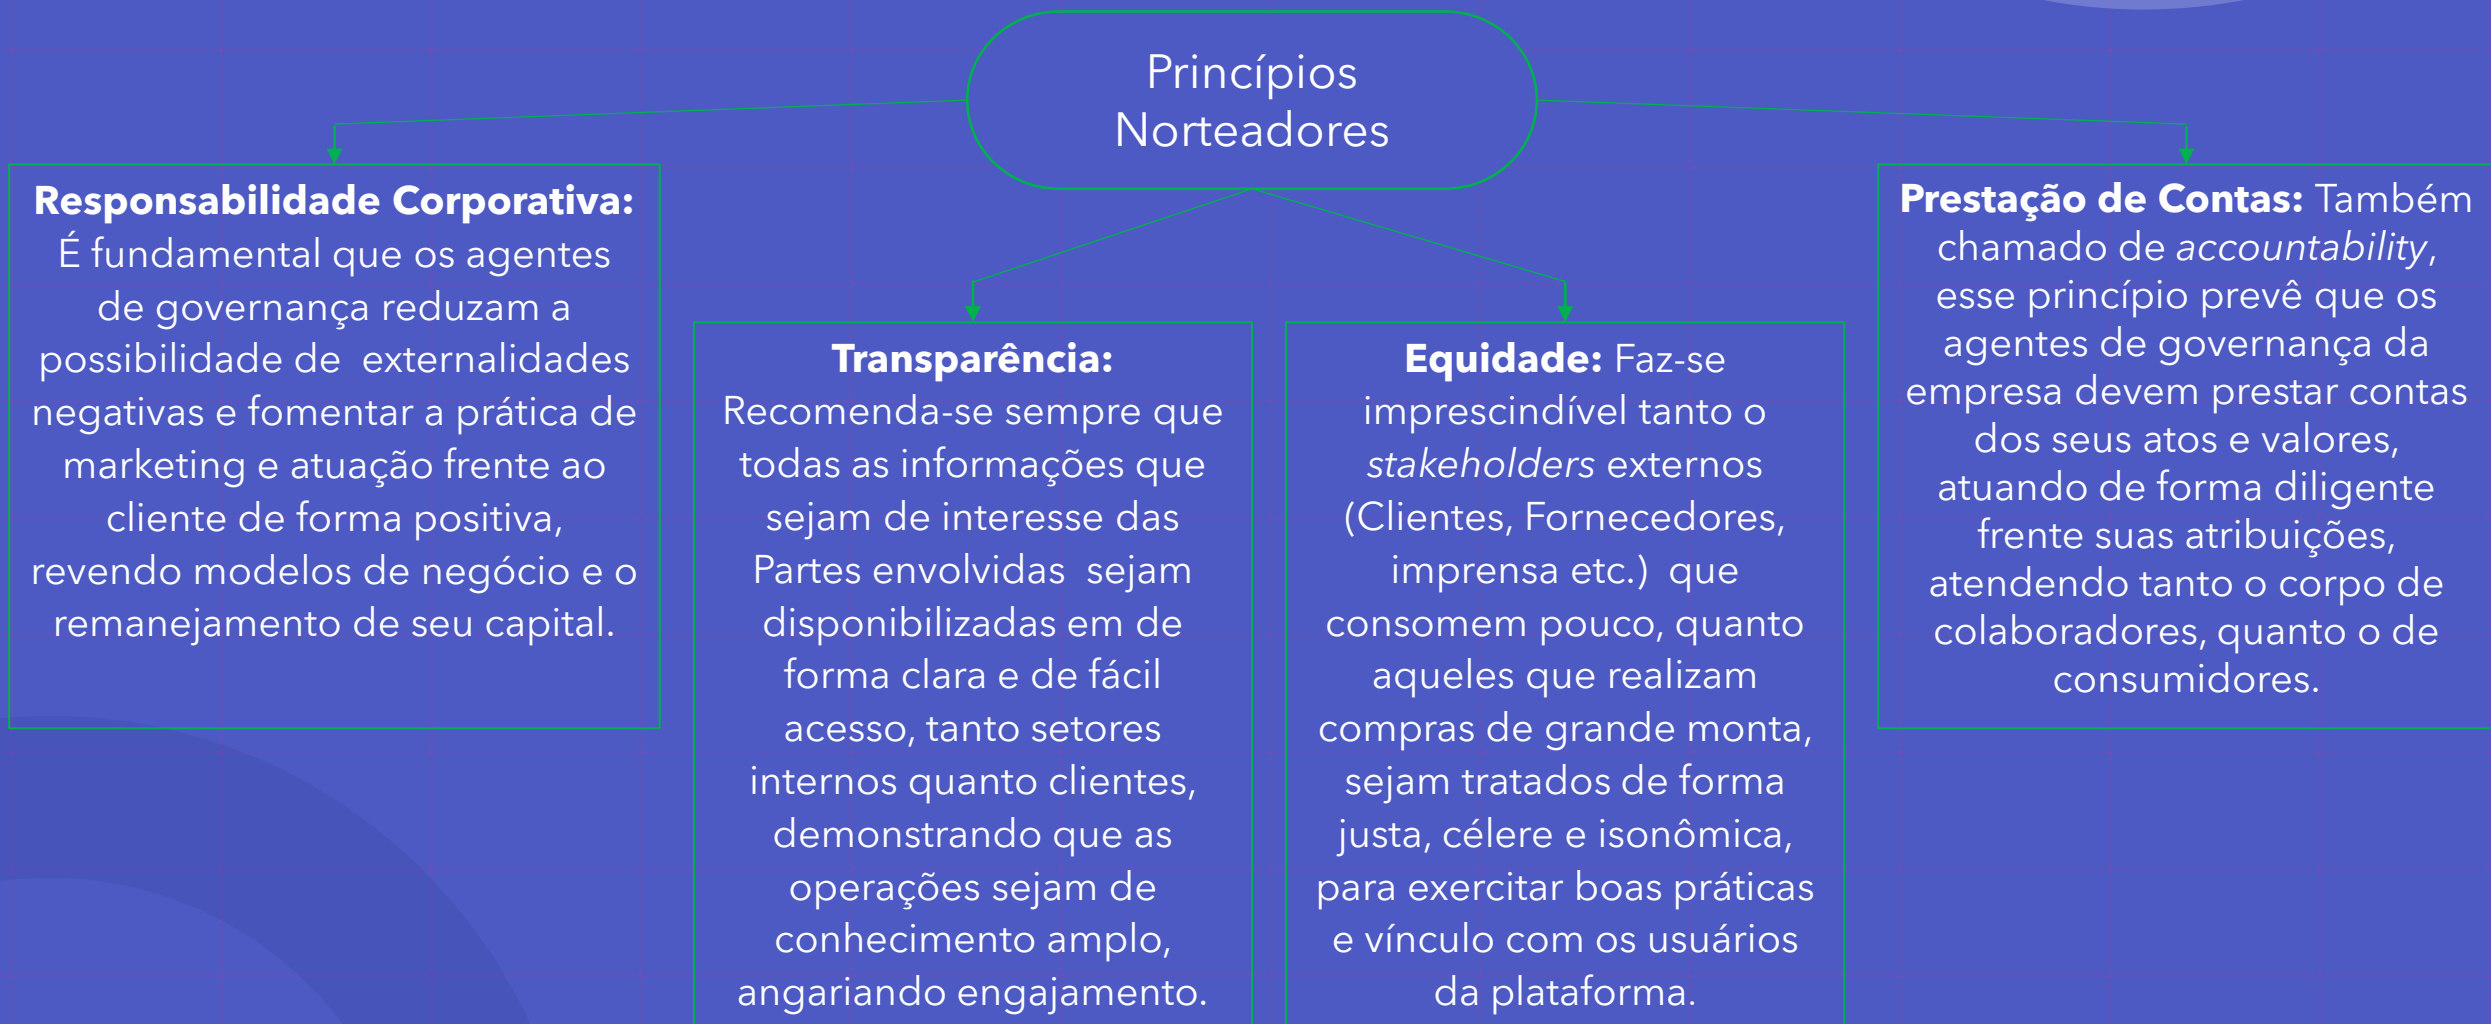 Princípios
Norteadores
Responsabilidade Corporativa:
É fundamental que os agentes
de governança reduzam a
possibilidade de  externalidades
negativas e fomentar a prática de
marketing e atuação frente ao
cliente de forma positiva,
revendo modelos de negócio e o
remanejamento de seu capital.
Transparência:
Recomenda-se sempre que
todas as informações que
sejam de interesse das
Partes envolvidas  sejam
disponibilizadas em de
forma clara e de fácil
acesso, tanto setores
internos quanto clientes,
demonstrando que as
operações sejam de
conhecimento amplo,
angariando engajamento.
Equidade: Faz-se
imprescindível tanto o
stakeholders externos
(Clientes, Fornecedores,
imprensa etc.)  que
consomem pouco, quanto
aqueles que realizam
compras de grande monta,
sejam tratados de forma
justa, célere e isonômica,
para exercitar boas práticas
e vínculo com os usuários
da plataforma.
Prestação de Contas: Também
chamado de accountability,
esse princípio prevê que os
agentes de governança da
empresa devem prestar contas
dos seus atos e valores,
atuando de forma diligente
frente suas atribuições,
atendendo tanto o corpo de
colaboradores, quanto o de
consumidores.